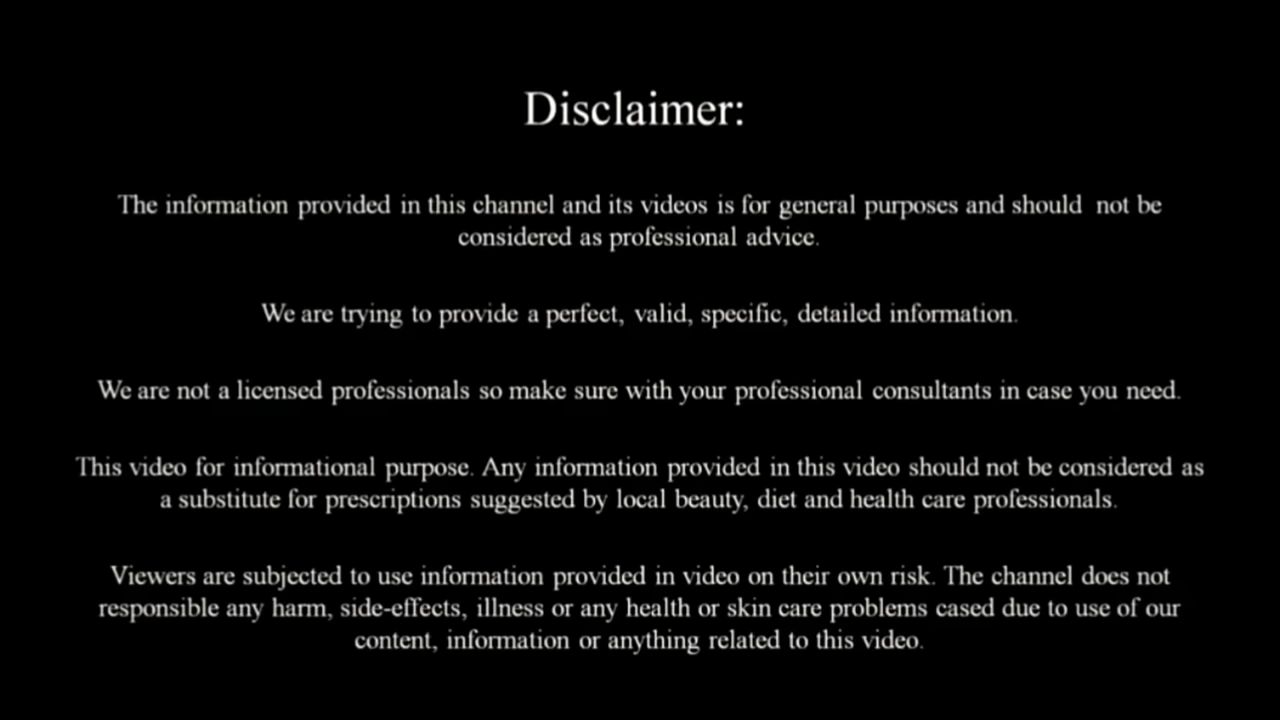 Disclaimer:
The information provided in this channel and its videos is for general purposes and should not be
considered as professional advice.
We are trying to provide a perfect, valid, specific, detailed information.
We are not a licensed professionals so make sure with your professional consultants in case you need.
This video for informational purpose. Any information provided in this video should not be considered as
a substitute for prescriptions suggested by local beauty, diet and health care professionals.
Viewers are subjected to use information provided in video on their own risk. The channel does not
responsible any harm, side-effects, illness or any health or skin care problems cased due to use of our
content, information or anything related to this video.